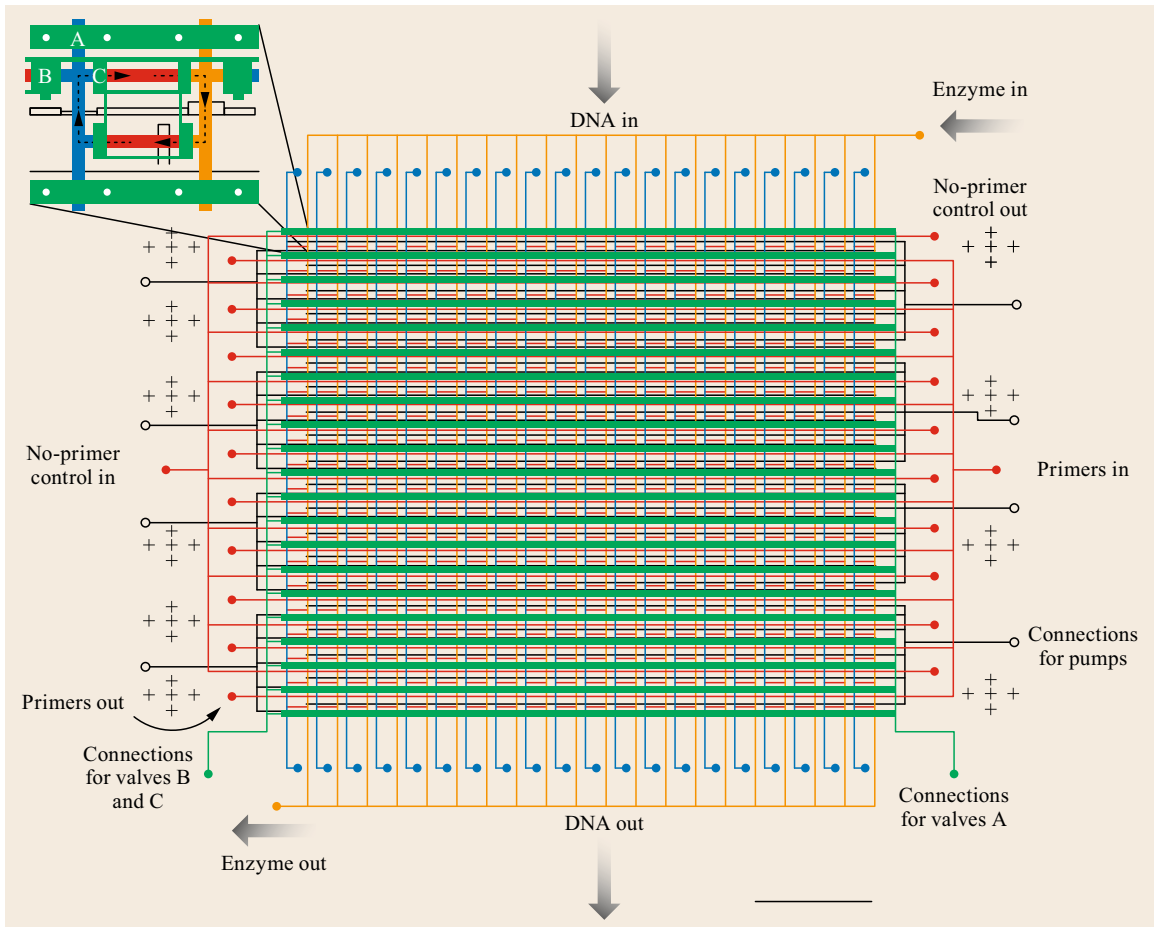 A
B
C
DNA in
Enzyme in
No-primer
control out
No-primer
control in
Primers in
Connections
for pumps
Primers out
Connections
for valves B
and C
Connections
for valves A
DNA out
Enzyme out